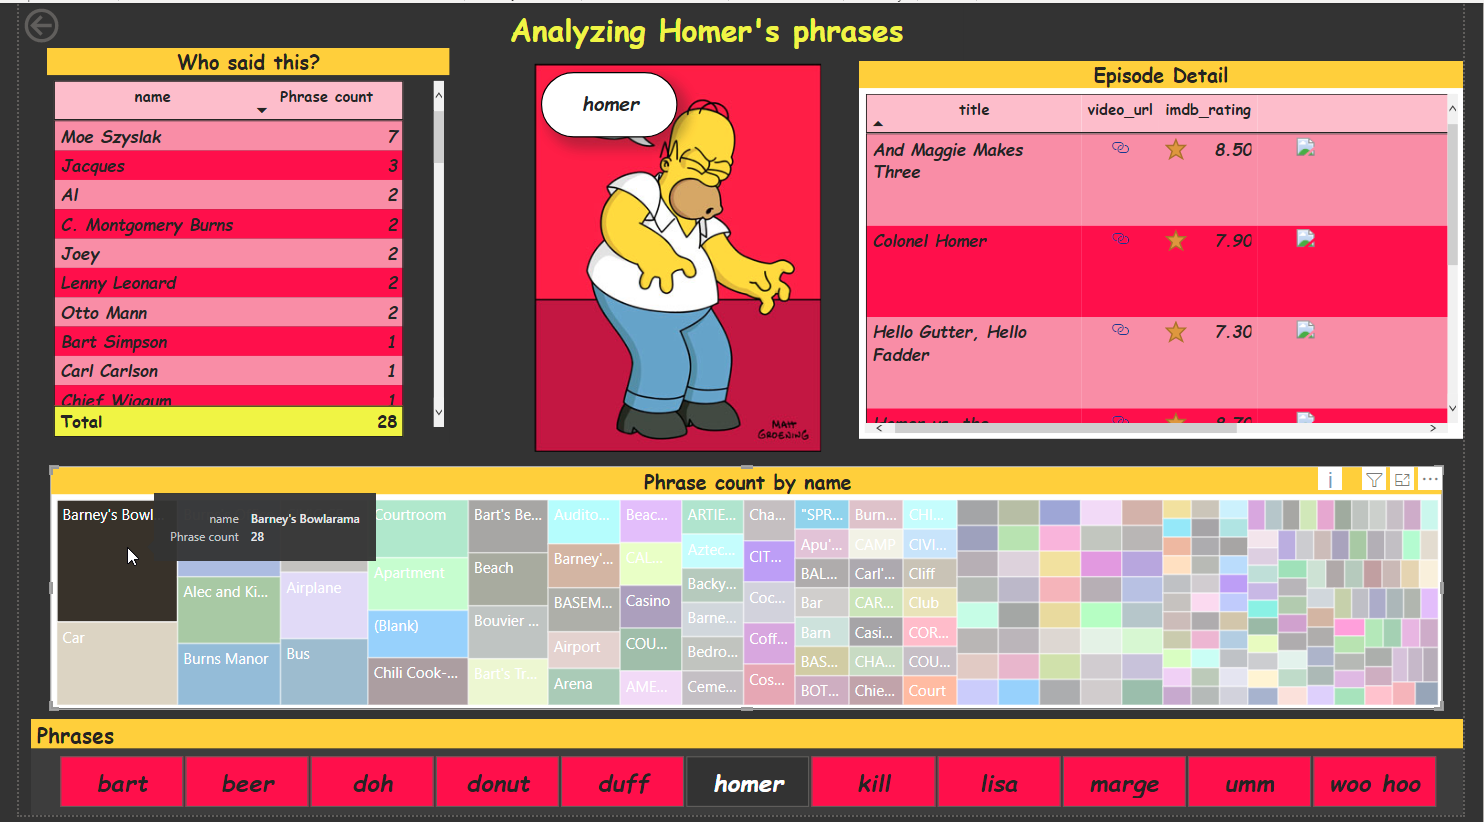 Analyzing Homer's phrases
Who said this?
name Phrase count
Moe Szyslak 7
Jacques 3
Al 2
C. Montgomery Burns 2
Joey 2
Lenny Leonard 2
Otto Mann 2
Bart Simpson 1
Carl Carlson 1
Chief Wiggum 1
Total 28
homer
MATT
GROENING
Episode Detail
title video_url imdb_rating
And Maggie Makes
Three
8.50
Colonel Homer 7.90
Hello Gutter, Hello
Fadder
7.30
Homer vs. the 8.70
Phrase count by name
Barney's Bowl...
Car
name Barney's Bowlarama
Phrase count 28
Alec and Ki...
Burns Manor
Airplane
Bus
Courtroom
Apartment
(Blank)
Chili Cook-...
Bart's Be...
Beach
Bouvier ...
Bart's Tr...
Audito...
Barney'...
BASEM...
Airport
Arena
Beac...
CAL...
Casino
COU...
AME...
ARTIE...
Aztec...
Backy...
Barne...
Bedro...
Ceme...
Cha...
CIT...
Coc...
Coff...
Cos...
"SPR...
Apu'...
BAL...
Bar
Barn
BAS...
BOT...
Burn...
CAMP
Carl'...
CAR...
Casi...
CHA...
Chie...
CHI...
CIVI...
Cliff
Club
COR...
COU...
Court
Phrases
bart beer doh donut duff homer kill lisa marge umm woo hoo